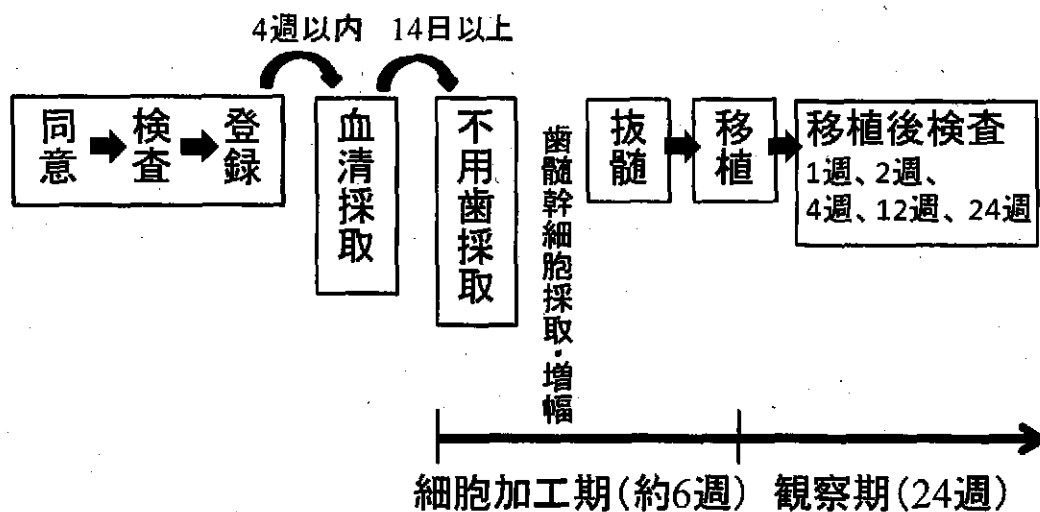 4週以内 14日以上
同意
検査
登録
血清採取
不用歯採取
歯髄幹細胞採取・増幅
抜髄
移植
移植後検査
1週、2週、
4週、12週、24週
細胞加工期(約6週) 観察期(24週)